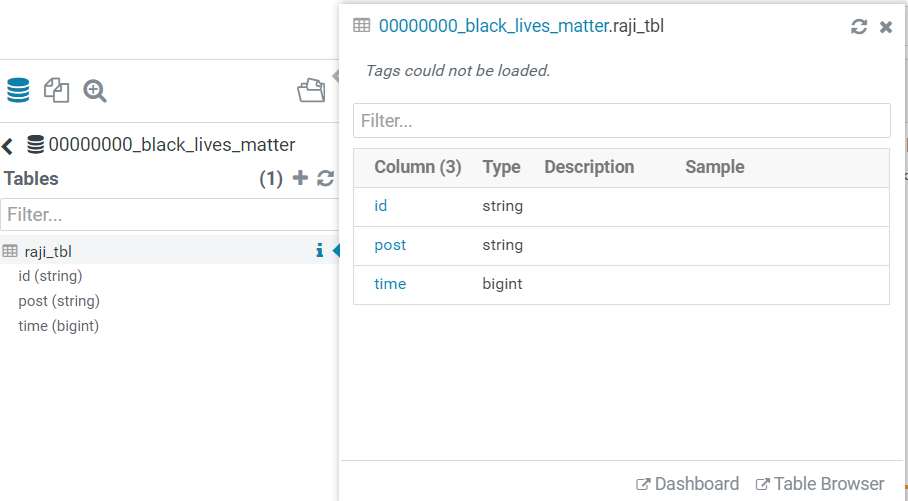 00000000_black_lives_matter
Tables (1)
Filter...
raji_tbl
id (string)
post (string)
time (bigint)
00000000_black_lives_matter.raji_tbl
Tags could not be loaded.
Filter...
Column (3) Type Description Sample
id string
post string
time bigint
Dashboard Table Browser